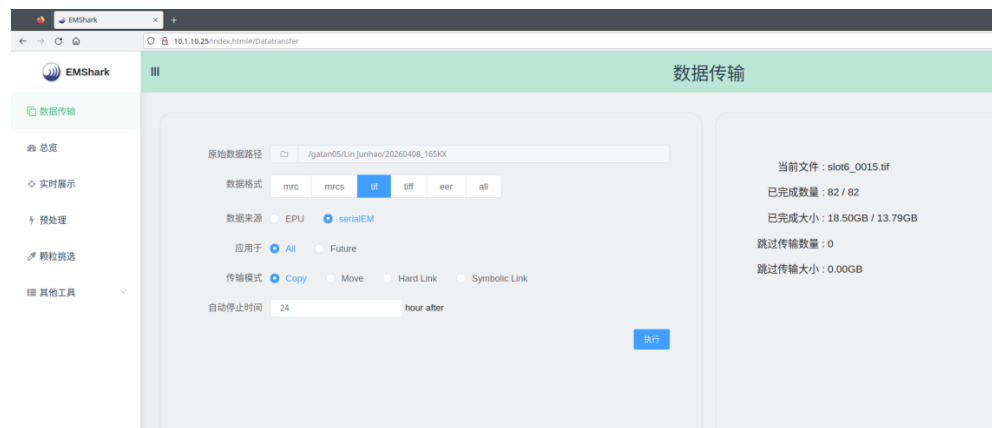 EMShark
10.1.10.25/index.html#/Datatransfer
EMShark
数据传输
数据传输
总览
实时展示
预处理
颗粒挑选
其他工具
原始数据路径 /gatan05/Lin Junhao/20260408_165KX
数据格式 mrc mrcs tif tiff eer all
数据来源 EPU serialEM
应用于 All Future
传输模式 Copy Move Hard Link Symbolic Link
自动停止时间 24 hour after
执行
当前文件 : slot6_0015.tif
已完成数量 : 82 / 82
已完成大小 : 18.50GB / 13.79GB
跳过传输数量 : 0
跳过传输大小 : 0.00GB